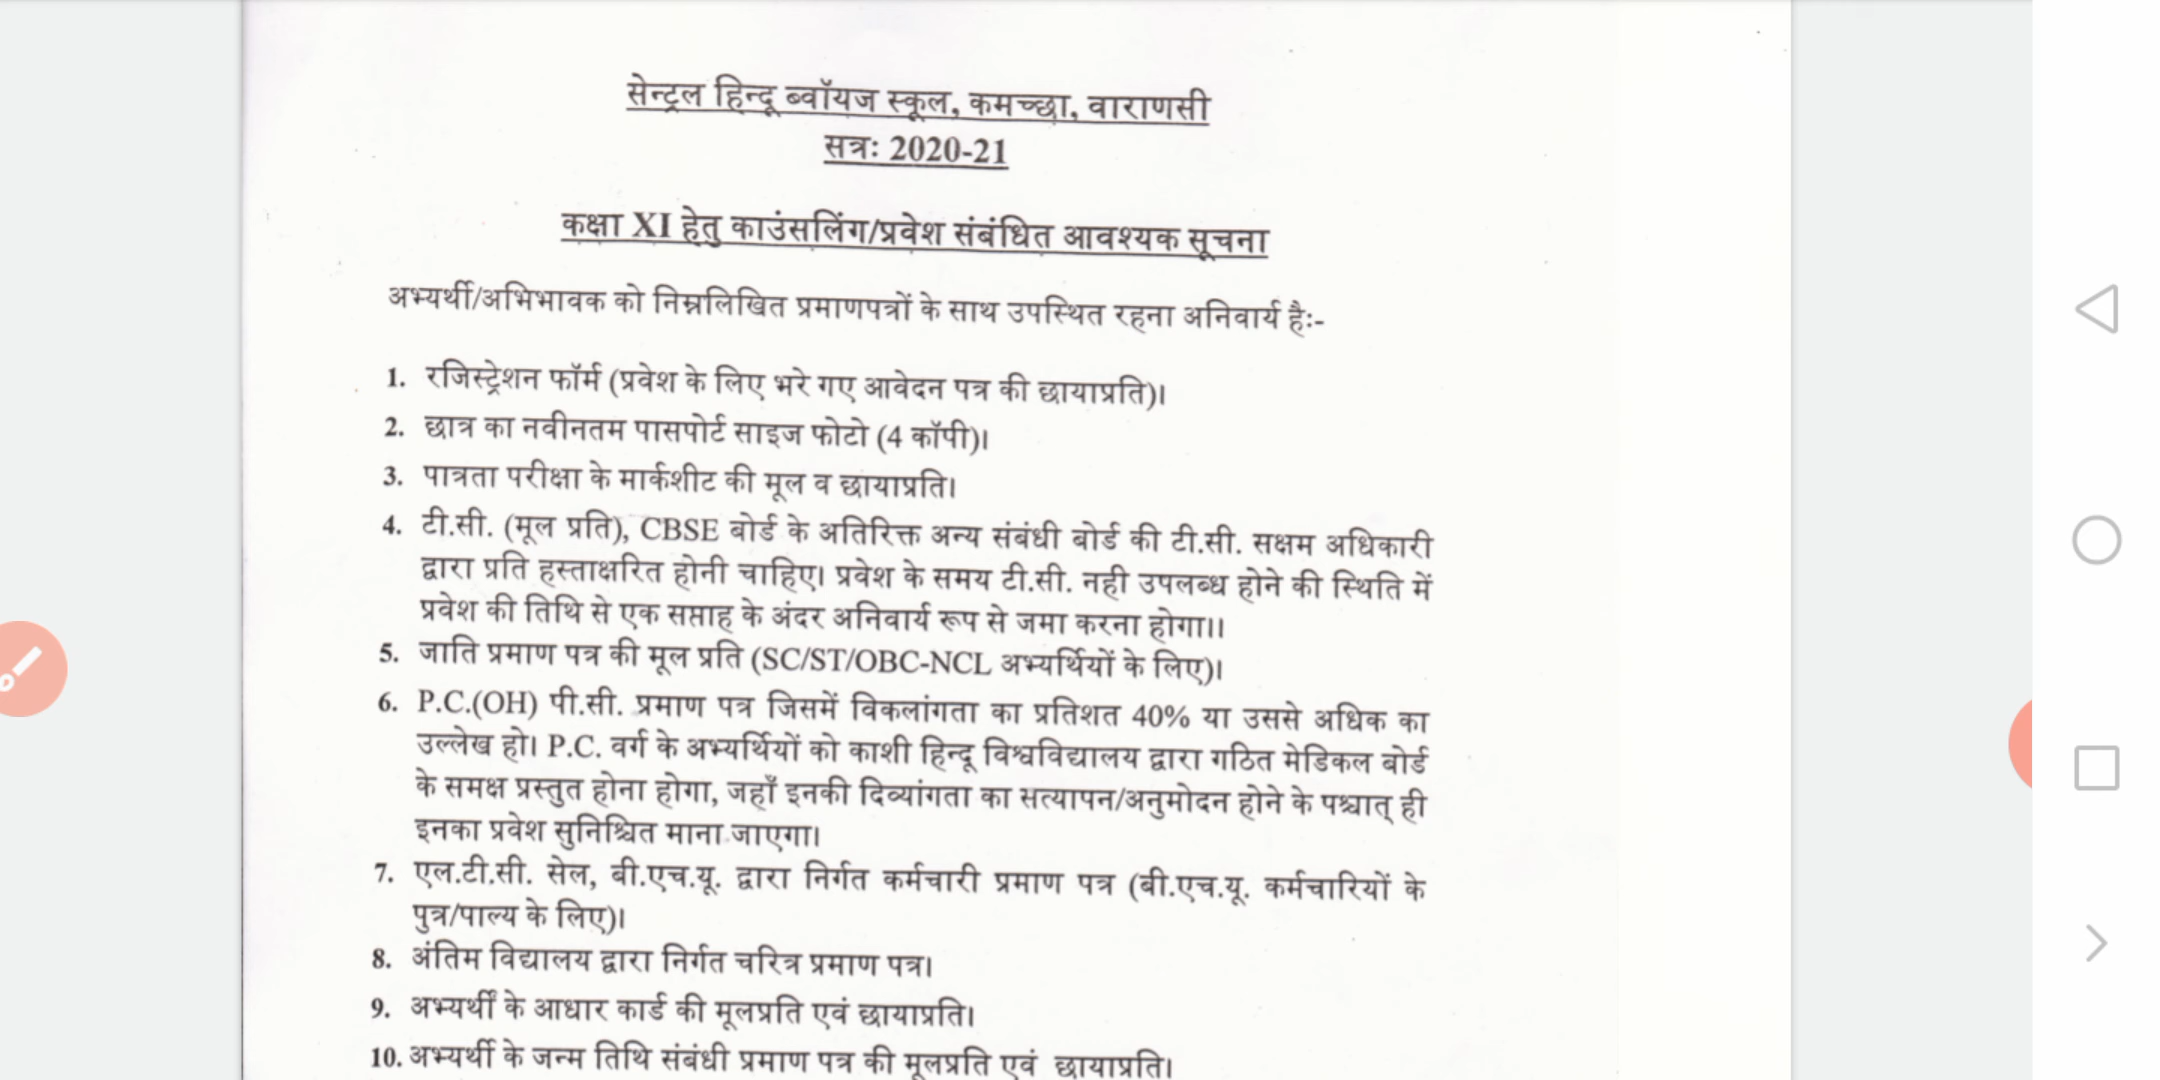 सेन्ट्रल हिन्दू ब्वॉयज स्कूल, कमच्छा, वाराणसी
सत्रः 2020-21
कक्षा XI हेतु काउंसलिंग/प्रवेश संबंधित आवश्यक सूचना
अभ्यर्थी/अभिभावक को निम्नलिखित प्रमाणपत्रों के साथ उपस्थित रहना अनिवार्य हैः-
1. रजिस्ट्रेशन फॉर्म (प्रवेश के लिए भरे गए आवेदन पत्र की छायाप्रति)।
2. छात्र का नवीनतम पासपोर्ट साइज फोटो (4 कॉपी)।
3. पात्रता परीक्षा के मार्कशीट की मूल व छायाप्रति।
4. टी.सी. (मूल प्रति), CBSE बोर्ड के अतिरिक्त अन्य संबंधी बोर्ड की टी.सी. सक्षम अधिकारी
द्वारा प्रति हस्ताक्षरित होनी चाहिए। प्रवेश के समय टी.सी. नही उपलब्ध होने की स्थिति में
प्रवेश की तिथि से एक सप्ताह के अंदर अनिवार्य रूप से जमा करना होगा।।
5. जाति प्रमाण पत्र की मूल प्रति (SC/ST/OBC-NCL अभ्यर्थियों के लिए)।
6. P.C.(OH) पी.सी. प्रमाण पत्र जिसमें विकलांगता का प्रतिशत 40% या उससे अधिक का
उल्लेख हो। P.C. वर्ग के अभ्यर्थियों को काशी हिन्दू विश्वविद्यालय द्वारा गठित मेडिकल बोर्ड
के समक्ष प्रस्तुत होना होगा, जहाँ इनकी दिव्यांगता का सत्यापन/अनुमोदन होने के पश्चात् ही
इनका प्रवेश सुनिश्चित माना जाएगा।
7. एल.टी.सी. सेल, बी.एच.यू. द्वारा निर्गत कर्मचारी प्रमाण पत्र (बी.एच.यू. कर्मचारियों के
पुत्र/पाल्य के लिए)।
8. अंतिम विद्यालय द्वारा निर्गत चरित्र प्रमाण पत्र।
9. अभ्यर्थी के आधार कार्ड की मूलप्रति एवं छायाप्रति।
10. अभ्यर्थी के जन्म तिथि संबंधी प्रमाण पत्र की मूलप्रति एवं छायाप्रति।